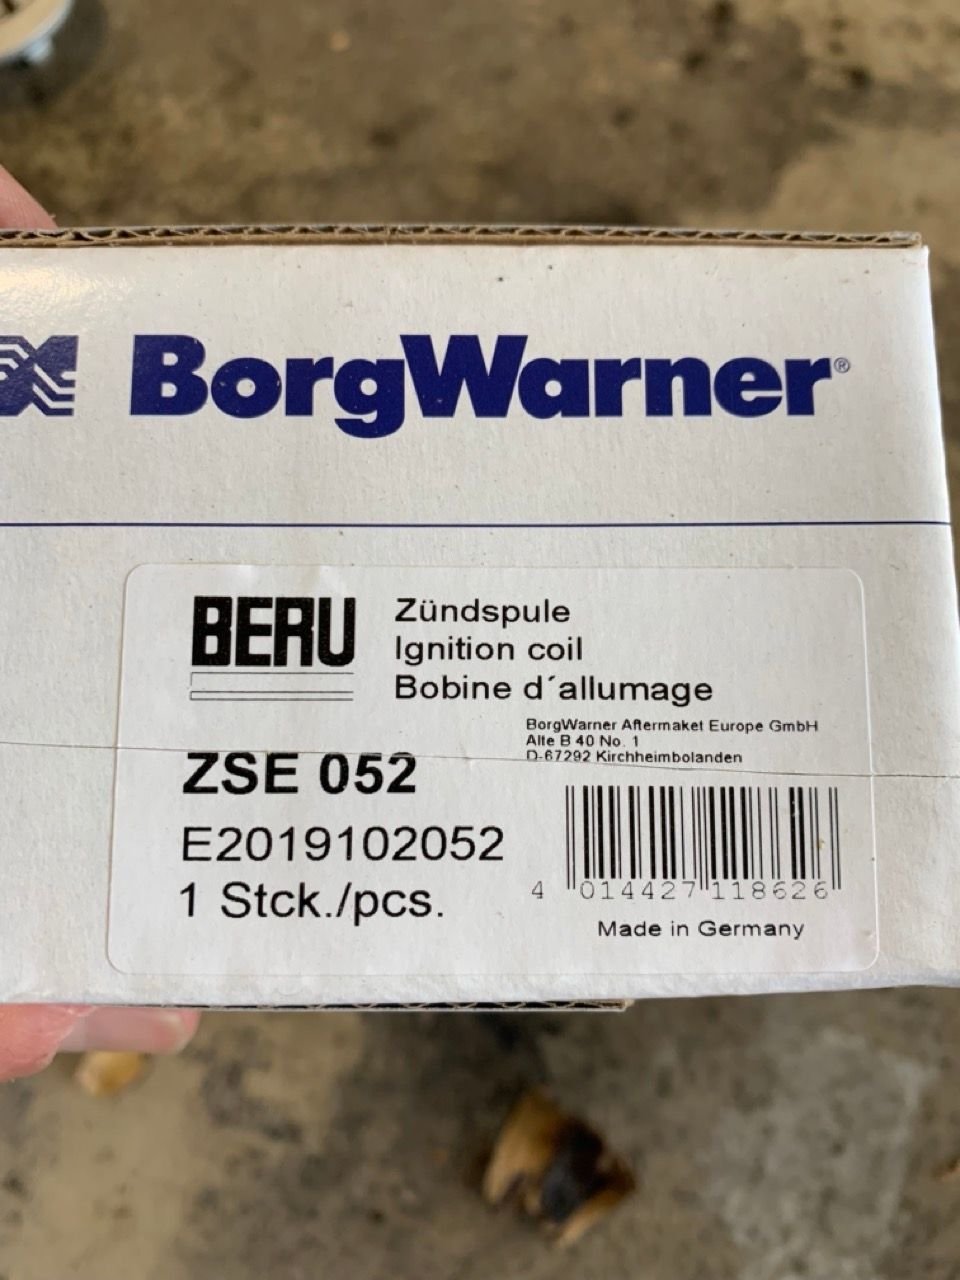 BorgWarner®
BERU
Zündspule
Ignition coil
Bobine d´allumage
BorgWarner Aftermaket Europe GmbH
Alte B 40 No. 1
D-67292 Kirchheimbolanden
ZSE 052
E2019102052
1 Stck./pcs.
4 014427 118626
Made in Germany